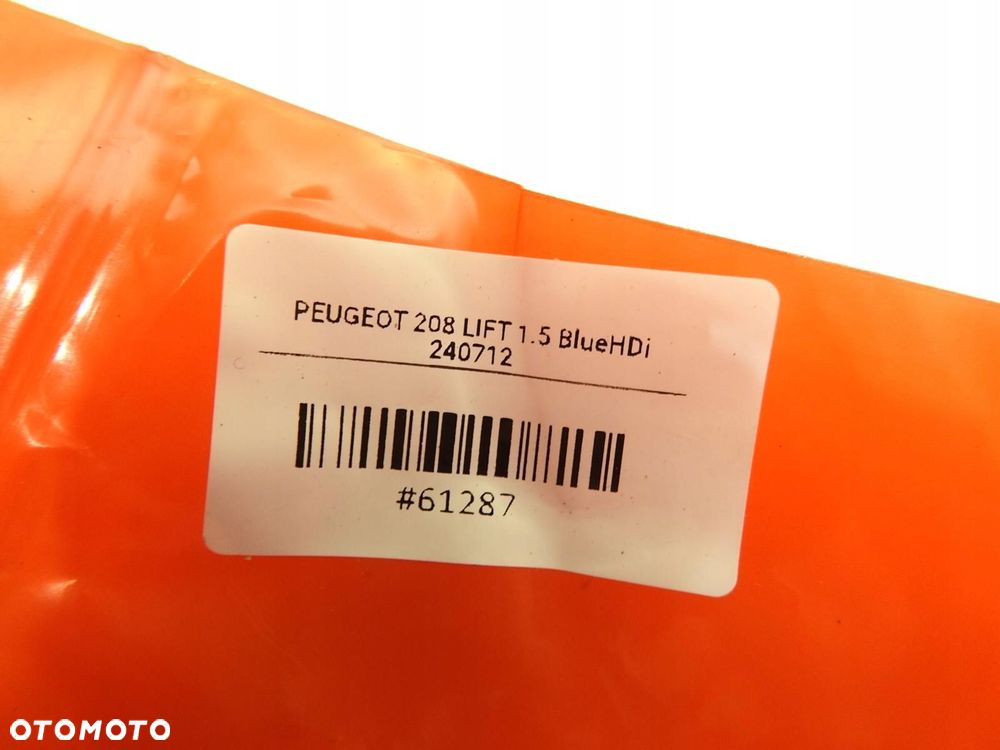 PEUGEOT 208 LIFT 1.5 BlueHDi
240712
#61287
OTOMOTO